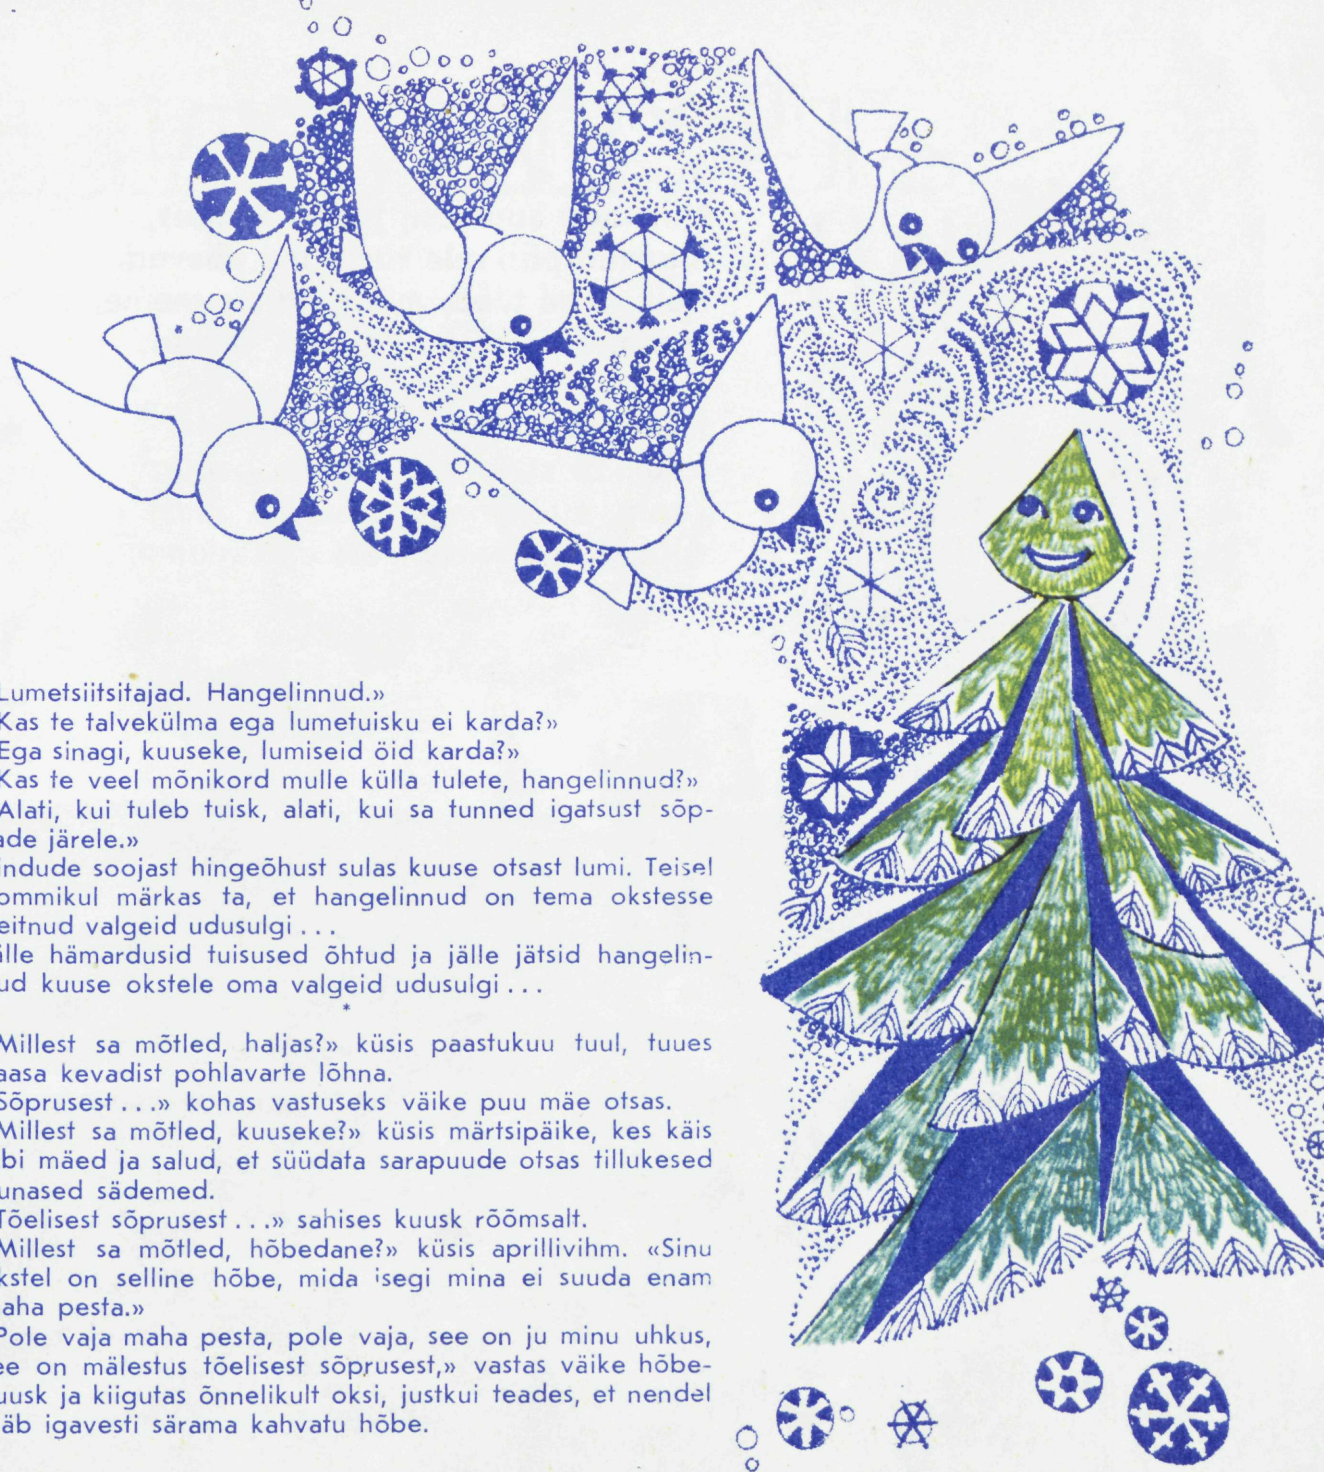 Lumetsiitsitajad. Hangelinnud.»
Kas te talvekülma ega lumetuisku ei karda?»
Ega sinagi, kuuseke, lumiseid öid karda?»
Kas te veel mõnikord mulle külla tulete, hangelinnud?»
Alati, kui tuleb tuisk, alati, kui sa tunned igatsust sõp-
ade järele.»
indude soojast hingeõhust sulas kuuse otsast lumi. Teisel
ommikul märkas ta, et hangelinnud on tema okstesse
eitnud valgeid udusulgi...
älle hämardusid tuisused õhtud ja jälle jätsid hangelin-
ud kuuse okstele oma valgeid udusulgi...
*
Millest sa mõtled, haljas?» küsis paastukuu tuul, tuues
aasa kevadist pohlavarte lõhna.
Sõprusest...» kohas vastuseks väike puu mäe otsas.
Millest sa mõtled, kuuseke?» küsis märtsipäike, kes käis
bi mäed ja salud, et süüdata sarapuude otsas tillukesed
unased sädemed.
Tõelisest sõprusest...» sahises kuusk rõõmsalt.
Millest sa mõtled, hõbedane?» küsis aprillivihm. «Sinu
kstel on selline hõbe, mida isegi mina ei suuda enam
aha pesta.»
Pole vaja maha pesta, pole vaja, see on ju minu uhkus,
ee on mälestus tõelisest sõprusest,» vastas väike hõbe-
uusk ja kiigutas õnnelikult oksi, justkui teades, et nendel
ääb igavesti särama kahvatu hõbe.